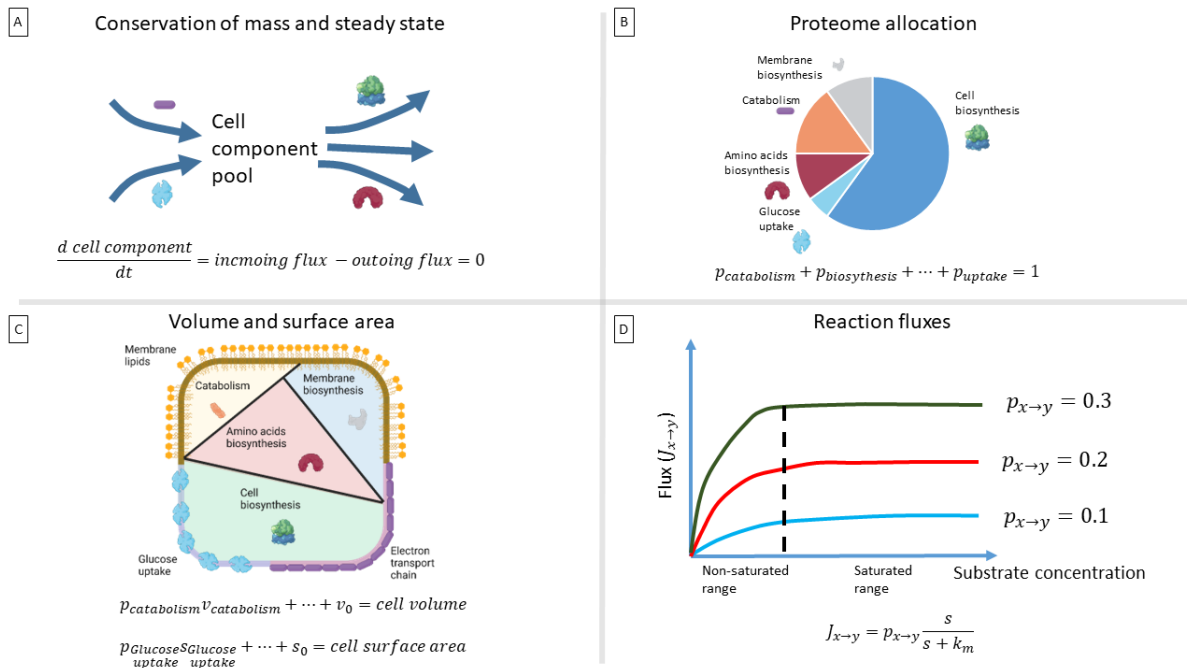 A
Conservation of mass and steady state
Cell
component
pool
d cell component
dt
= incmoing flux − outoing flux = 0
B
Proteome allocation
Membrane
biosynthesis
Catabolism
Amino acids
biosynthesis
Glucose
uptake
Cell
biosynthesis
p_catabolism + p_biosythesis + ⋯ + p_uptake = 1
C
Volume and surface area
Membrane
lipids
Catabolism
Membrane
biosynthesis
Amino acids
biosynthesis
Cell
biosynthesis
Glucose
uptake
Electron
transport
chain
p_catabolism v_catabolism + ⋯ + v_0 = cell volume
p_Glucose uptake s_Glucose uptake + ⋯ + s_0 = cell surface area
D
Reaction fluxes
Flux (J_x→y)
p_x→y = 0.3
p_x→y = 0.2
p_x→y = 0.1
Non-saturated
range
Saturated
range
Substrate concentration
J_x→y = p_x→y s
s + k_m